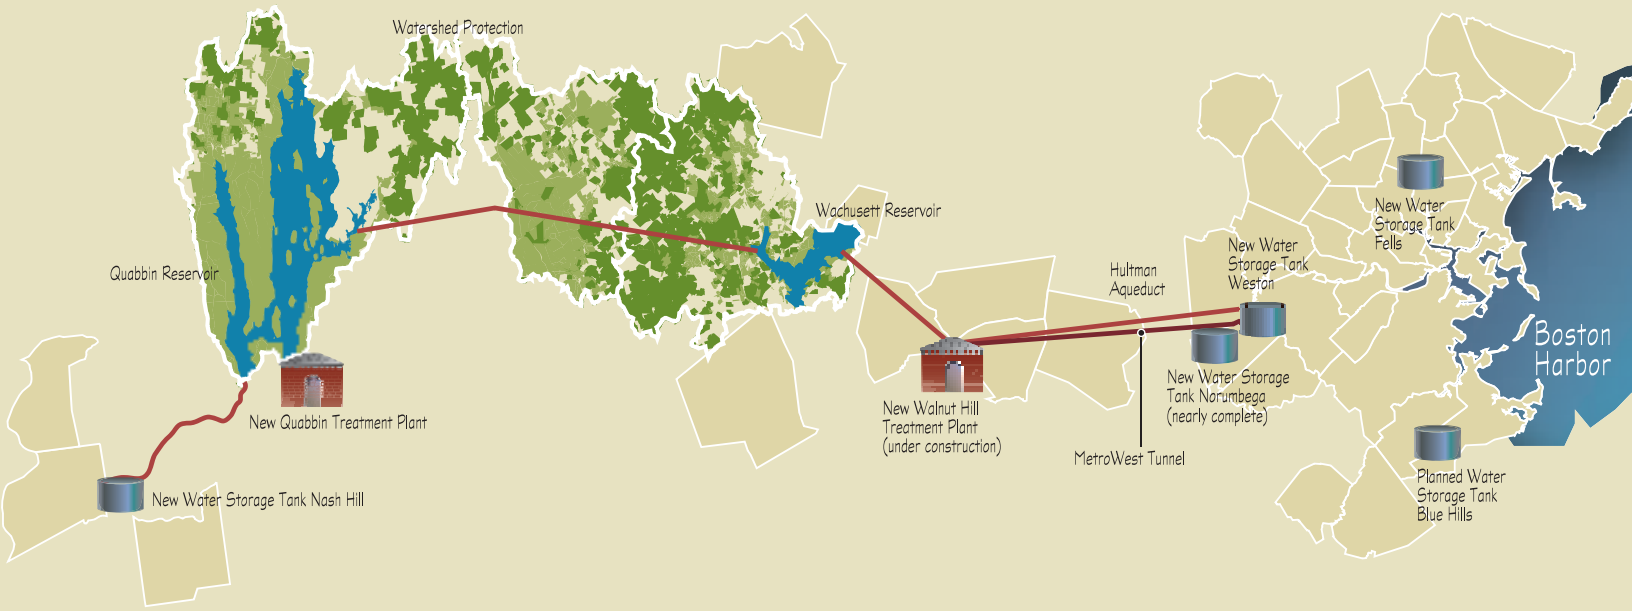 Watershed Protection
Quabbin Reservoir
Wachusett Reservoir
New Quabbin Treatment Plant
New Water Storage Tank Nash Hill
New Walnut Hill
Treatment Plant
(under construction)
Hultman
Aqueduct
MetroWest Tunnel
New Water
Storage Tank
Weston
New Water Storage
Tank Norumbega
(nearly complete)
New Water
Storage Tank
Fells
Boston
Harbor
Planned Water
Storage Tank
Blue Hills